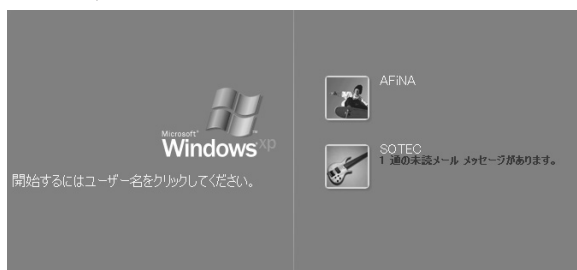 Microsoft
Windows xp
開始するにはユーザー名をクリックしてください。
AFiNA
SOTEC
1 通の未読メール メッセージがあります。